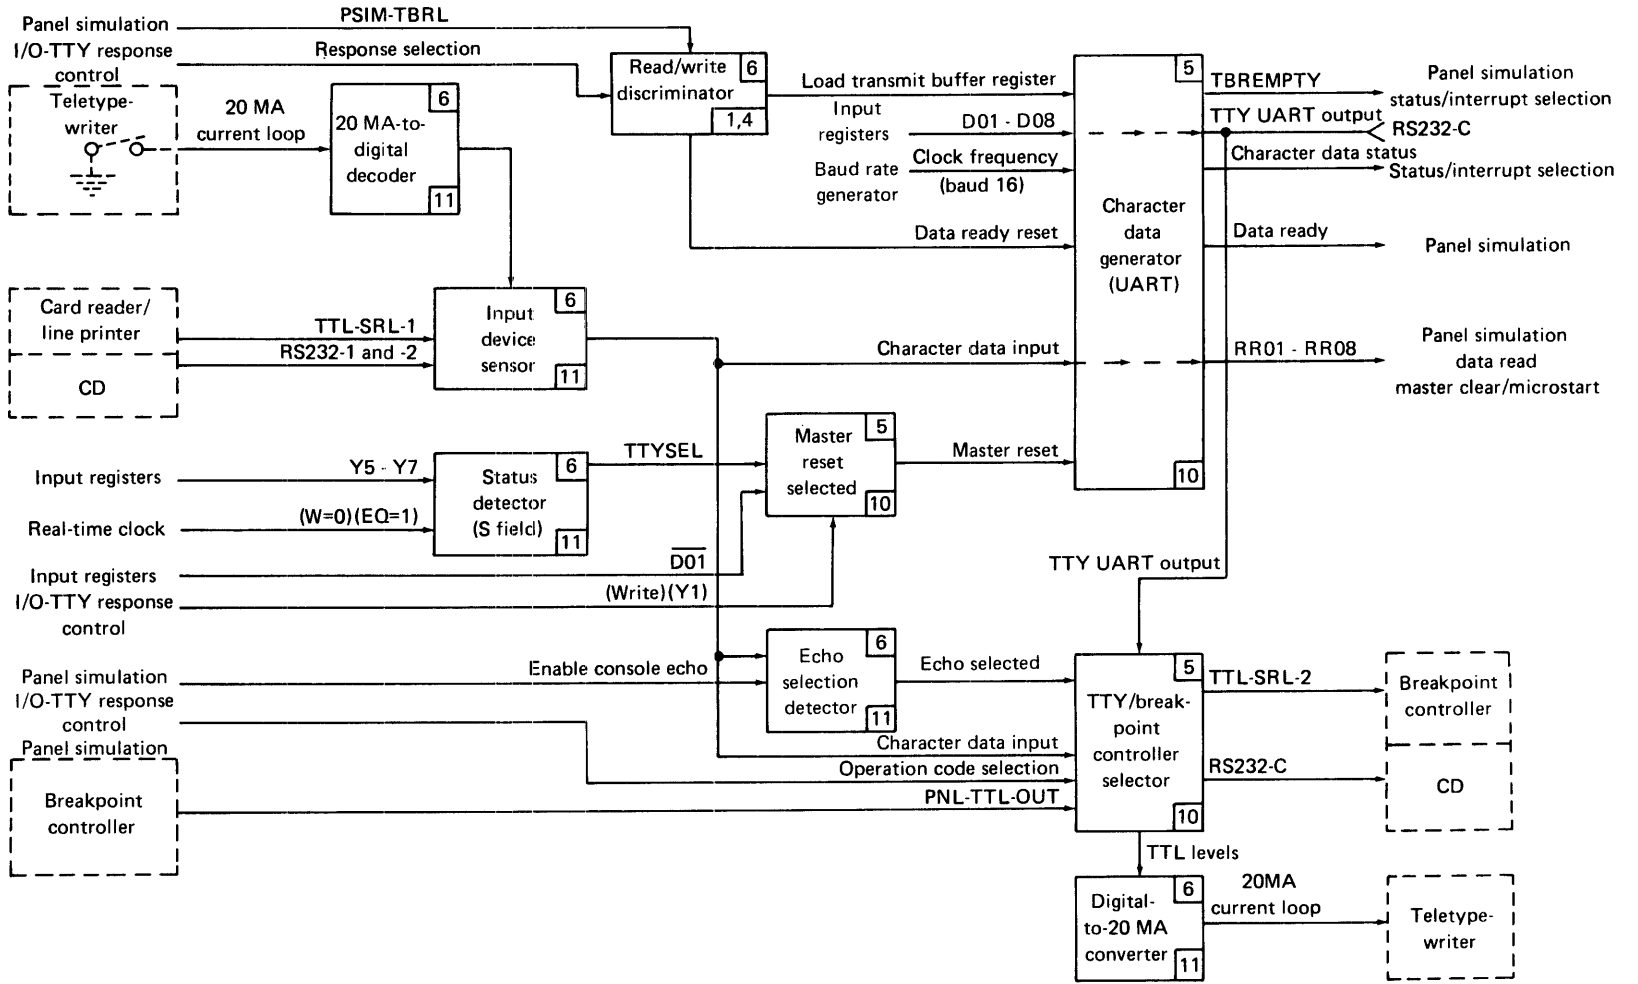 Panel simulation
PSIM-TBRL
I/O-TTY response
control
Response selection
Teletype-
writer
20 MA
current loop
6
20 MA-to-
digital
decoder
11
Read/write
discriminator
6
1,4
Load transmit buffer register
Input
registers
D01 - D08
Baud rate
generator
Clock frequency
(baud 16)
Data ready reset
5
Character
data
generator
(UART)
10
TBREMPTY
Panel simulation
status/interrupt selection
TTY UART output
RS232-C
Character data status
Status/interrupt selection
Data ready
Panel simulation
RR01 - RR08
Panel simulation
data read
master clear/microstart
Card reader/
line printer
CD
TTL-SRL-1
RS232-1 and -2
6
Input
device
sensor
11
Character data input
Input registers
Y5 - Y7
Real-time clock
(W=0)(EQ=1)
6
Status
detector
(S field)
11
TTYSEL
5
Master
reset
selected
10
Master reset
Input registers
D̅0̅1̅
I/O-TTY response
control
(Write)(Y1)
TTY UART output
Panel simulation
Enable console echo
6
Echo
selection
detector
11
Echo selected
I/O-TTY response
control
Character data input
Operation code selection
Panel simulation
Breakpoint
controller
PNL-TTL-OUT
5
TTY/break-
point
controller
selector
10
TTL-SRL-2
Breakpoint
controller
RS232-C
CD
TTL levels
6
Digital-
to-20 MA
converter
11
20MA
current loop
Teletype-
writer